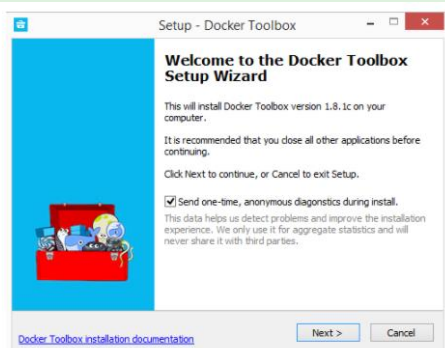 Setup - Docker Toolbox
Welcome to the Docker Toolbox
Setup Wizard
This will install Docker Toolbox version 1.8.1c on your
computer.
It is recommended that you close all other applications before
continuing.
Click Next to continue, or Cancel to exit Setup.
Send one-time, anonymous diagonstics during install.
This data helps us detect problems and improve the installation
experience. We only use it for aggregate statistics and will
never share it with third parties.
Docker Toolbox installation documentation
Next >
Cancel